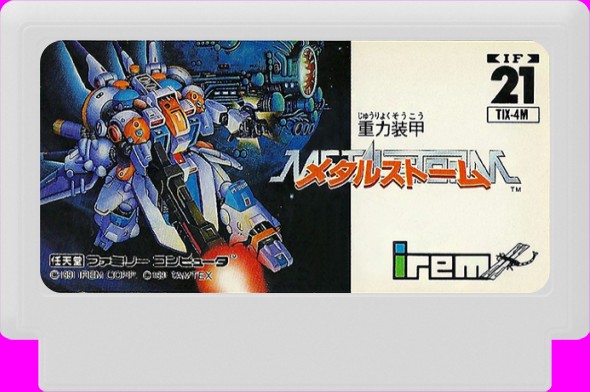 IF
21
TIX-4M
じゅうりょくそうこう
重力装甲
METAL STORM
メタルストーム
TM
irem
任天堂 ファミリーコンピュータ